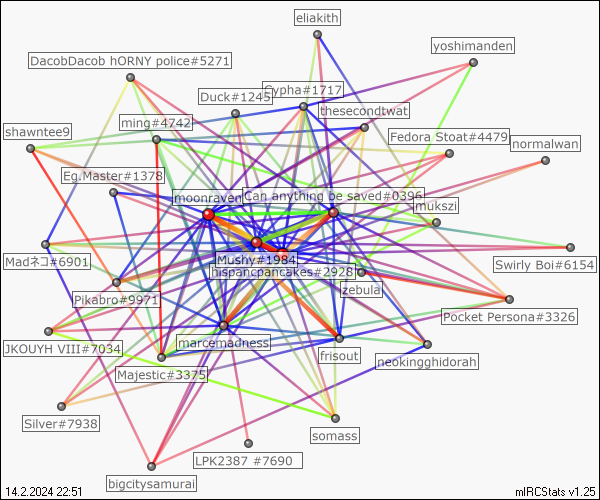 eliakith
yoshimanden
DacobDacob hORNY police#5271
Cypha#1717
Duck#1245
thesecondtwat
ming#4742
shawntee9
Fedora Stoat#4479
normalwan
Eg.Master#1378
moonraven
Can anything be saved#0396
mukszi
Madネコ#6901
Mushy#1984
Swirly Boi#6154
hispancpancakes#2928
zebula
Pikabro#9971
Pocket Persona#3326
JKOUYH VIII#7034
marcemadness
frisout
neokingghidorah
Majestic#3375
Silver#7938
somass
LPK2387 #7690
bigcitysamurai
14.2.2024 22:51
mIRCStats v1.25